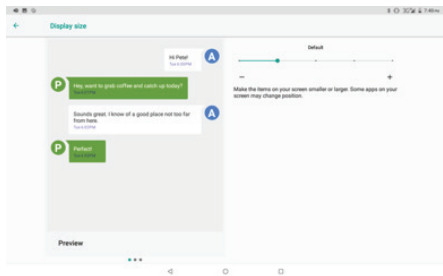 Display size
Default
Hi Pete!
A
P
Hey, want to grab coffee and catch up today?
Sounds great. I know of a good place not too far
from here.
A
P
Perfect!
Make the items on your screen smaller or larger. Some apps on your
screen may change position.
Preview